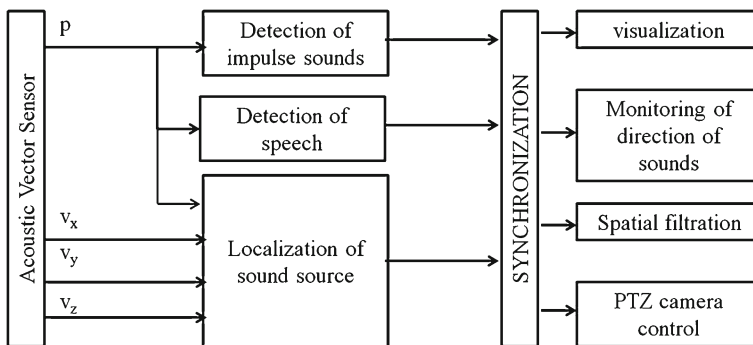 Acoustic Vector Sensor
p
v_x
v_y
v_z
Detection of
impulse sounds
Detection of
speech
Localization of
sound source
SYNCHRONIZATION
visualization
Monitoring of
direction of
sounds
Spatial filtration
PTZ camera
control